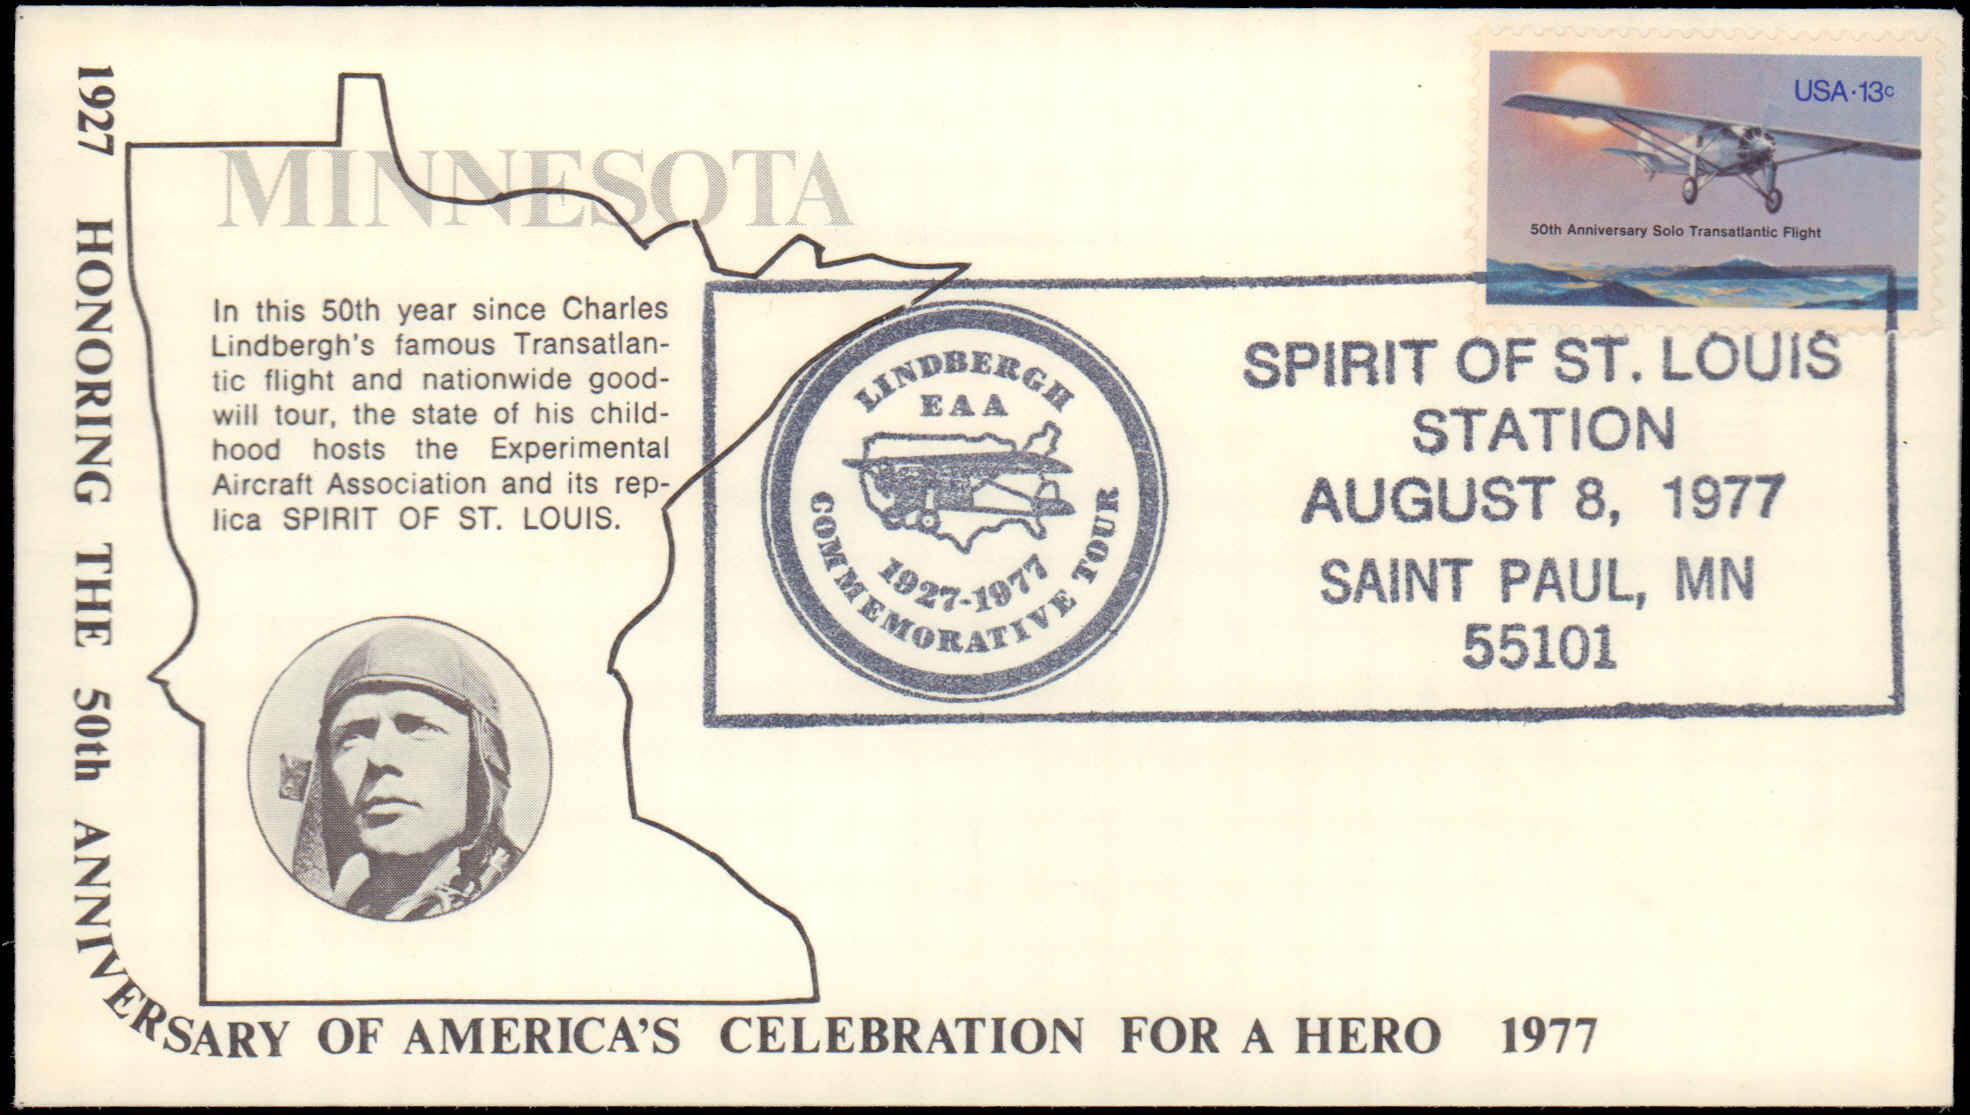 1927 HONORING THE 50th ANNIVERSARY OF AMERICA'S CELEBRATION FOR A HERO 1977
MINNESOTA
In this 50th year since Charles
Lindbergh's famous Transatlan-
tic flight and nationwide good-
will tour, the state of his child-
hood hosts the Experimental
Aircraft Association and its rep-
lica SPIRIT OF ST. LOUIS.
USA·13c
50th Anniversary Solo Transatlantic Flight
LINDBERGH
EAA
1927-1977
COMMEMORATIVE TOUR
SPIRIT OF ST. LOUIS
STATION
AUGUST 8, 1977
SAINT PAUL, MN
55101